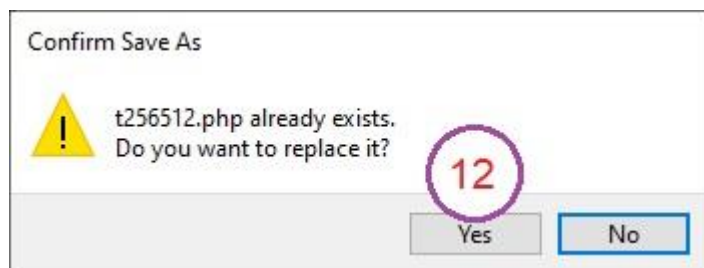 Confirm Save As
t256512.php already exists.
Do you want to replace it?
12
Yes
No